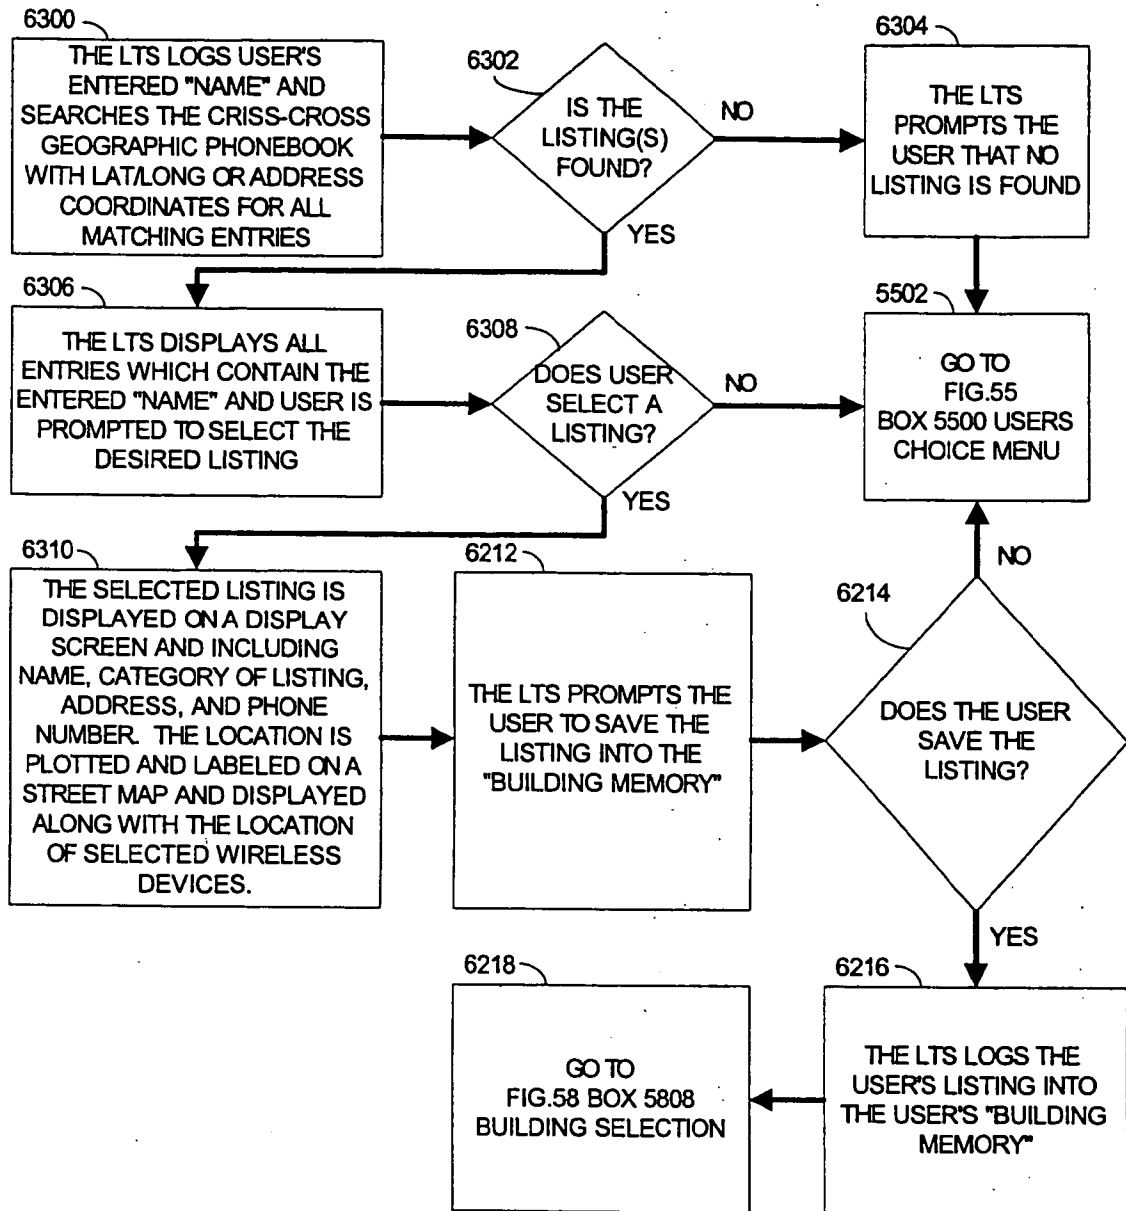 6300
THE LTS LOGS USER'S
ENTERED "NAME" AND
SEARCHES THE CRISS-CROSS
GEOGRAPHIC PHONEBOOK
WITH LAT/LONG OR ADDRESS
COORDINATES FOR ALL
MATCHING ENTRIES
6302
IS THE
LISTING(S)
FOUND?
NO
YES
6304
THE LTS
PROMPTS THE
USER THAT NO
LISTING IS FOUND
6306
THE LTS DISPLAYS ALL
ENTRIES WHICH CONTAIN THE
ENTERED "NAME" AND USER IS
PROMPTED TO SELECT THE
DESIRED LISTING
6308
DOES USER
SELECT A
LISTING?
NO
YES
5502
GO TO
FIG.55
BOX 5500 USERS
CHOICE MENU
6310
THE SELECTED LISTING IS
DISPLAYED ON A DISPLAY
SCREEN AND INCLUDING
NAME, CATEGORY OF LISTING,
ADDRESS, AND PHONE
NUMBER. THE LOCATION IS
PLOTTED AND LABELED ON A
STREET MAP AND DISPLAYED
ALONG WITH THE LOCATION
OF SELECTED WIRELESS
DEVICES.
6212
THE LTS PROMPTS THE
USER TO SAVE THE
LISTING INTO THE
"BUILDING MEMORY"
6214
DOES THE USER
SAVE THE
LISTING?
NO
YES
6216
THE LTS LOGS THE
USER'S LISTING INTO
THE USER'S "BUILDING
MEMORY"
6218
GO TO
FIG.58 BOX 5808
BUILDING SELECTION